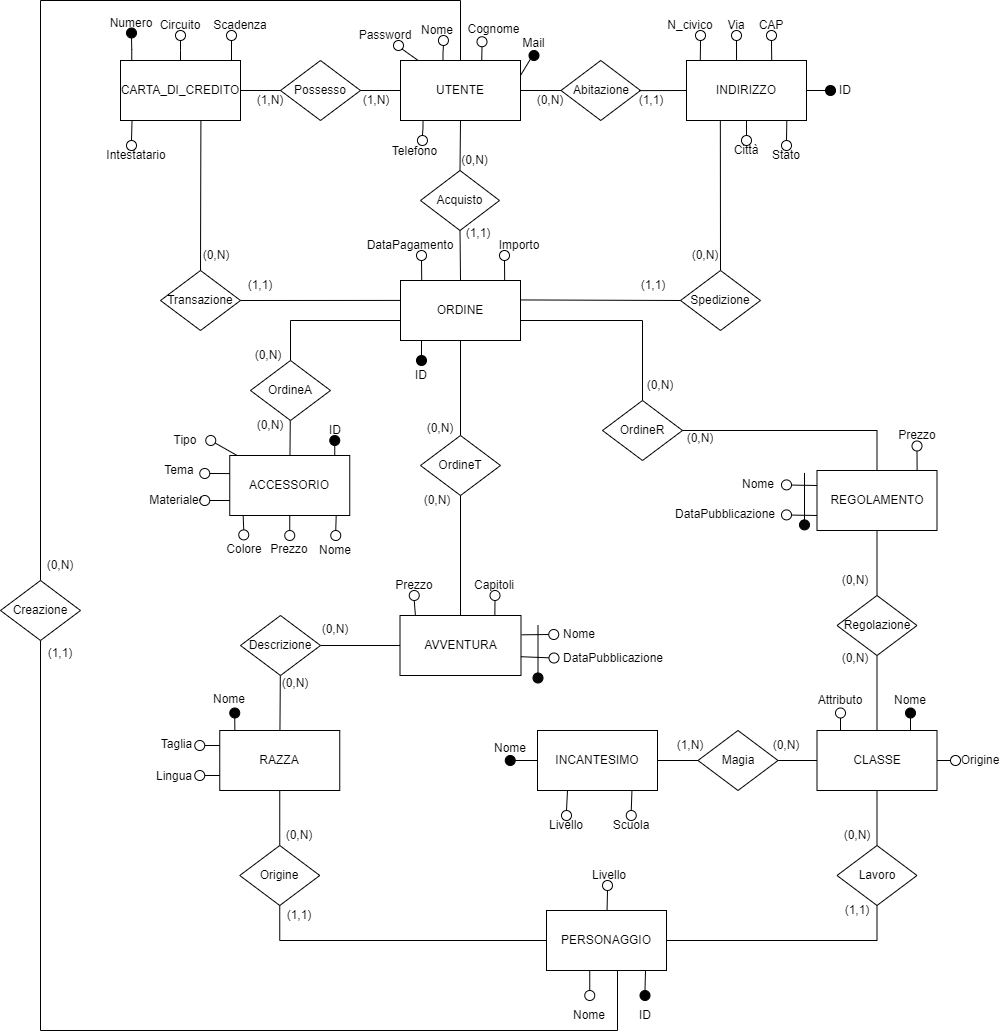 Numero
Circuito
Scadenza
Password
Nome
Cognome
Mail
N_civico
Via
CAP
CARTA_DI_CREDITO
(1,N)
Possesso
(1,N)
UTENTE
(0,N)
Abitazione
(1,1)
INDIRIZZO
ID
Intestatario
Telefono
Città
Stato
(0,N)
Acquisto
(1,1)
(0,N)
DataPagamento
Importo
(0,N)
Transazione
(1,1)
ORDINE
(1,1)
Spedizione
ID
(0,N)
OrdineA
(0,N)
(0,N)
OrdineR
(0,N)
(0,N)
OrdineT
(0,N)
Tipo
ID
Tema
Materiale
ACCESSORIO
Colore
Prezzo
Nome
Prezzo
Nome
DataPubblicazione
REGOLAMENTO
(0,N)
Creazione
(1,1)
Prezzo
Capitoli
(0,N)
Regolazione
(0,N)
Descrizione
(0,N)
AVVENTURA
Nome
DataPubblicazione
(0,N)
(0,N)
Nome
Taglia
Lingua
RAZZA
Nome
INCANTESIMO
(1,N)
Magia
(0,N)
Attributo
Nome
CLASSE
Origine
Livello
Scuola
(0,N)
Origine
(1,1)
(0,N)
Lavoro
(1,1)
Livello
PERSONAGGIO
Nome
ID